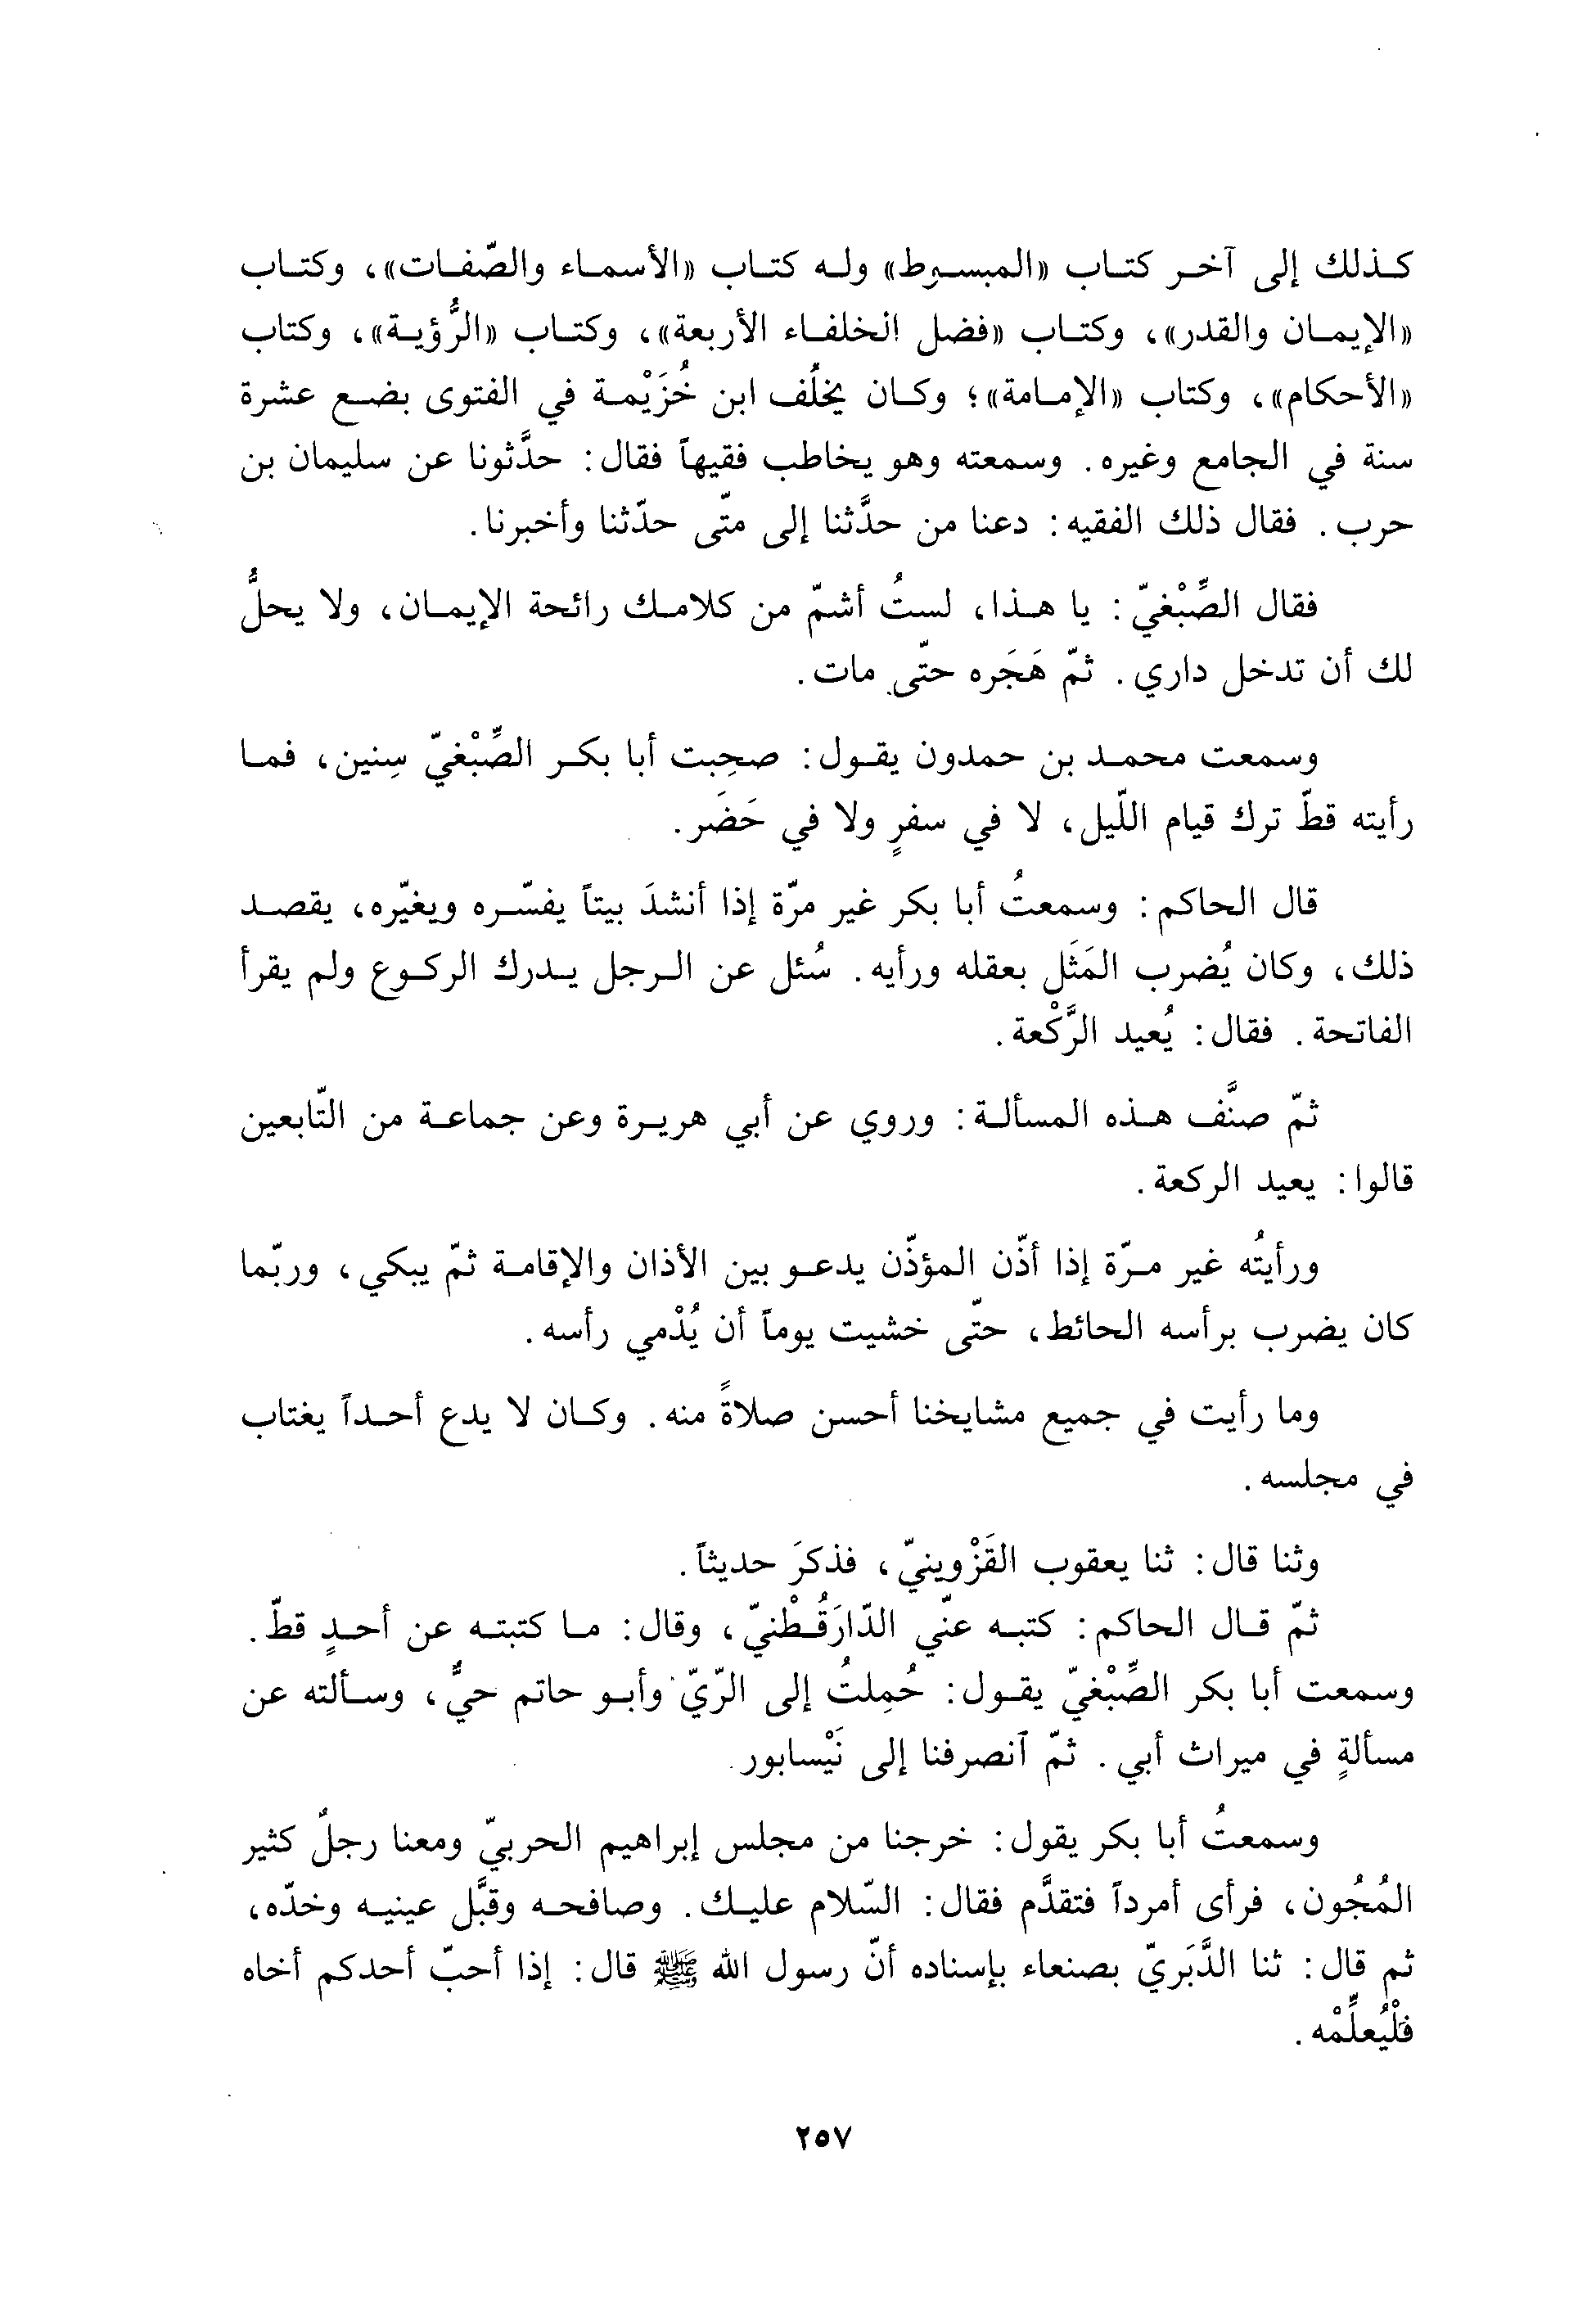 كذلك إلى آخر كتاب «المبسوط» وله كتاب «الأسماء والصّفات»، وكتاب
«الإيمان والقدر»، وكتاب «فضل الخلفاء الأربعة»، وكتاب «الرُّؤية»، وكتاب
«الأحكام»، وكتاب «الإمامة»؛ وكان يخلُف ابن خُزَيْمة في الفتوى بضع عشرة
سنة في الجامع وغيره. وسمعته وهو يخاطب فقيهاً فقال: حدَّثونا عن سليمان بن
حرب. فقال ذلك الفقيه: دعنا من حدَّثنا إلى متّى حدّثنا وأخبرنا.
فقال الصِّبْغيّ: يا هذا، لستُ أشمّ من كلامك رائحة الإيمان، ولا يحلُّ
لك أن تدخل داري. ثمّ هَجَره حتّى مات.
وسمعت محمد بن حمدون يقول: صحِبت أبا بكر الصِّبْغيّ سِنين، فما
رأيته قطّ ترك قيام اللّيل، لا في سفرٍ ولا في حَضَر.
قال الحاكم: وسمعتُ أبا بكر غير مرّة إذا أنشدَ بيتاً يفسّره ويغيّره، يقصد
ذلك، وكان يُضرب المَثَل بعقله ورأيه. سُئل عن الرجل يدرك الركوع ولم يقرأ
الفاتحة. فقال: يُعيد الرَّكْعة.
ثمّ صنَّف هذه المسألة: وروي عن أبي هريرة وعن جماعة من التّابعين
قالوا: يعيد الركعة.
ورأيتُه غير مرّة إذا أذّن المؤذّن يدعو بين الأذان والإقامة ثمّ يبكي، وربّما
كان يضرب برأسه الحائط، حتّى خشيت يوماً أن يُدْمي رأسه.
وما رأيت في جميع مشايخنا أحسن صلاةً منه. وكان لا يدع أحداً يغتاب
في مجلسه.
وثنا قال: ثنا يعقوب القَزْوينيّ، فذكرَ حديثاً.
ثمّ قال الحاكم: كتبه عنّي الدّارَقُطْنيّ، وقال: ما كتبته عن أحدٍ قطّ.
وسمعت أبا بكر الصِّبْغيّ يقول: حُمِلتُ إلى الرّيّ وأبو حاتم حيٌّ، وسألته عن
مسألةٍ في ميراث أبي. ثمّ آنصرفنا إلى نَيْسابور.
وسمعتُ أبا بكر يقول: خرجنا من مجلس إبراهيم الحربيّ ومعنا رجلٌ كثير
المُجُون، فرأى أمرداً فتقدَّم فقال: السّلام عليك. وصافحه وقبَّل عينيه وخدّه،
ثم قال: ثنا الدَّبَريّ بصنعاء بإسناده أنّ رسول الله ﷺ قال: إذا أحبّ أحدكم أخاه
فلْيُعلِّمْه.
٢٥٧